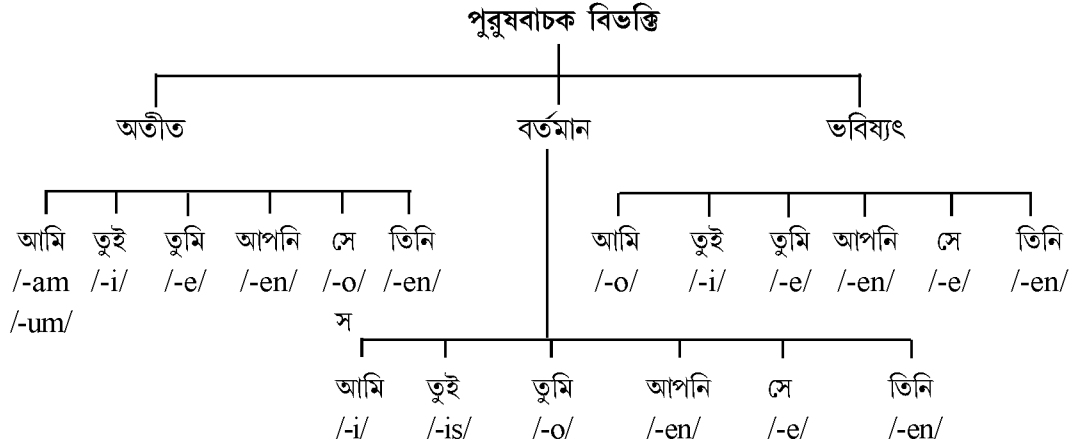 পুরুষবাচক বিভক্তি
অতীত বর্তমান ভবিষ্যৎ
আমি তুই তুমি আপনি সে তিনি আমি তুই তুমি আপনি সে তিনি
/-am /-i/ /-e/ /-en/ /-o/ /-en/ /-o/ /-i/ /-e/ /-en/ /-e/ /-en/
/-um/ স
আমি তুই তুমি আপনি সে তিনি
/-i/ /-is/ /-o/ /-en/ /-e/ /-en/